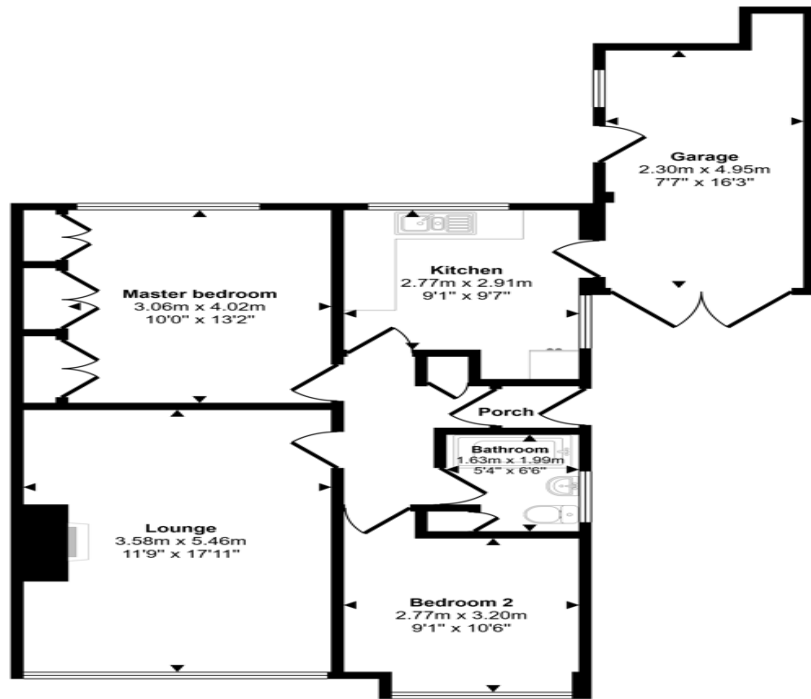 Garage
2.30m x 4.95m
7'7" x 16'3"
Kitchen
2.77m x 2.91m
9'1" x 9'7"
Master bedroom
3.06m x 4.02m
10'0" x 13'2"
Porch
Bathroom
1.63m x 1.99m
5'4" x 6'6"
Lounge
3.58m x 5.46m
11'9" x 17'11"
Bedroom 2
2.77m x 3.20m
9'1" x 10'6"